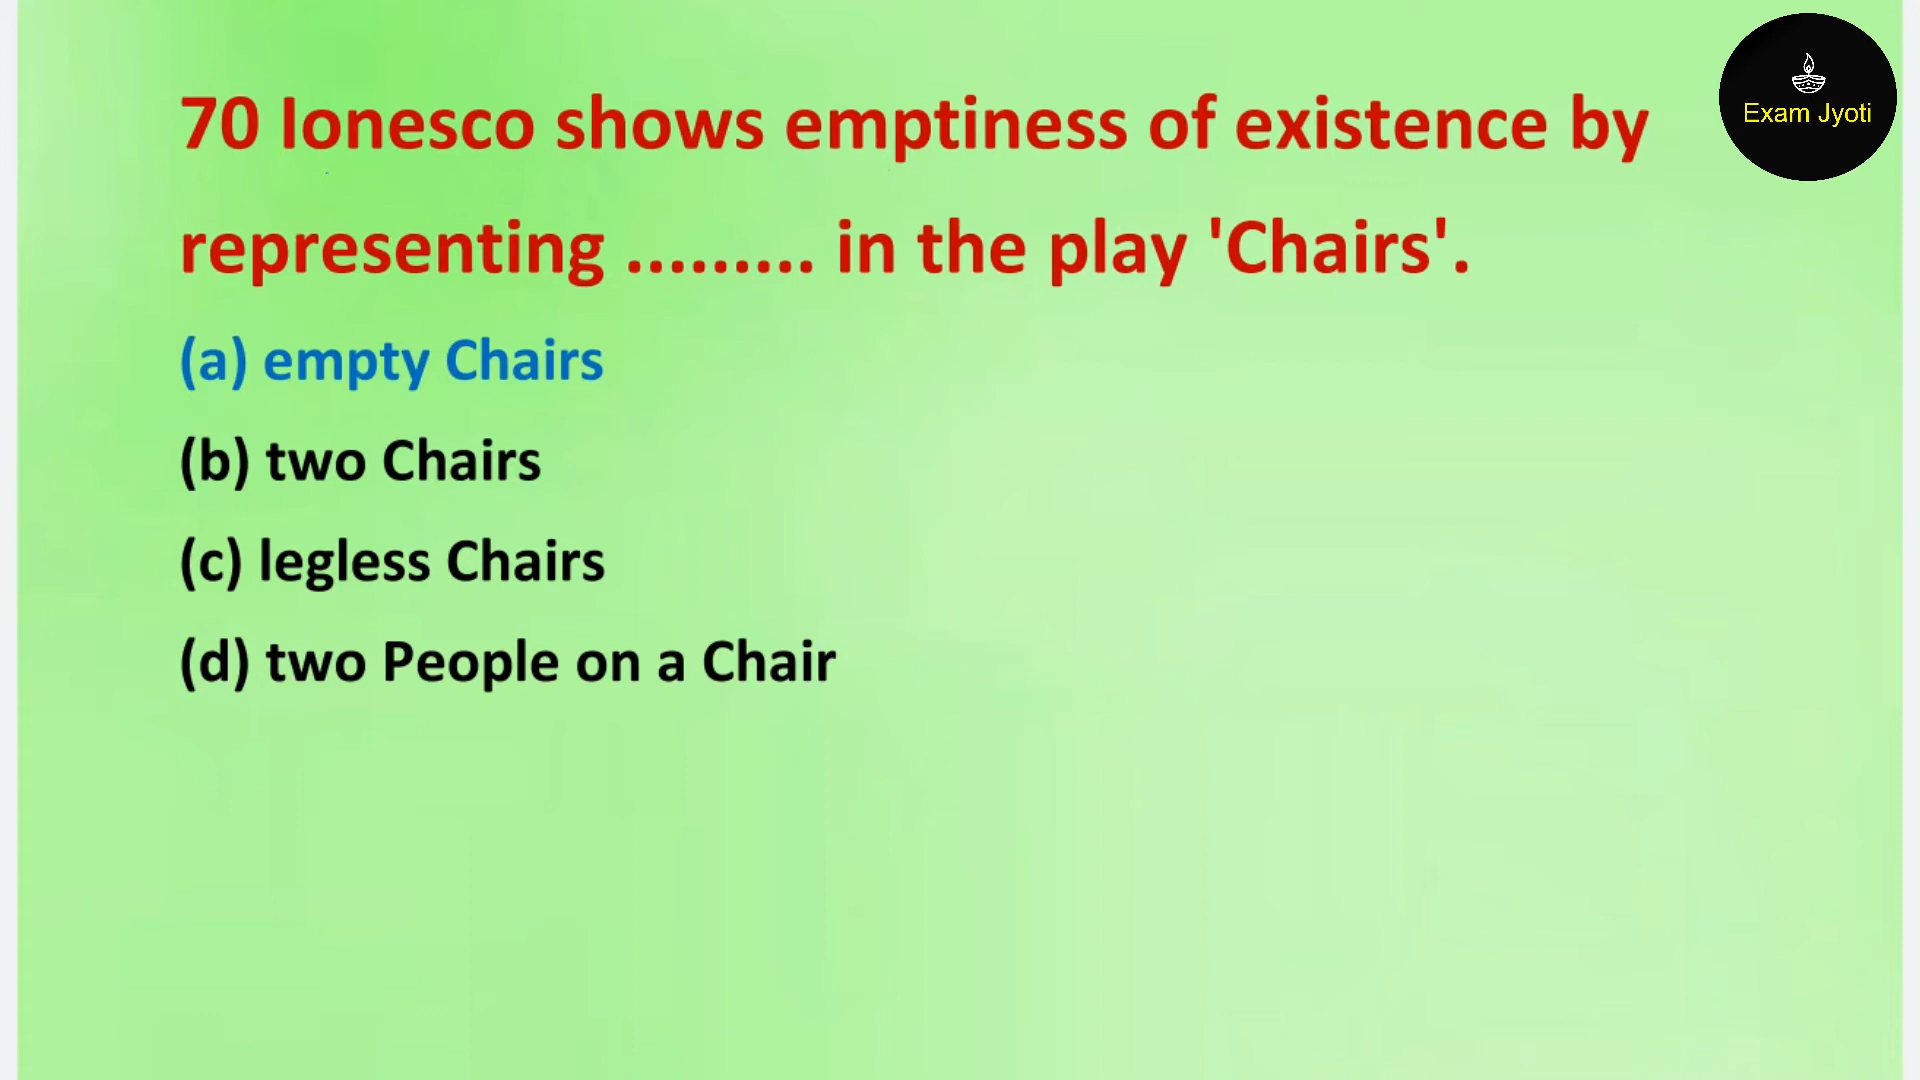 70 Ionesco shows emptiness of existence by
representing ......... in the play 'Chairs'.
(a) empty Chairs
(b) two Chairs
(c) legless Chairs
(d) two People on a Chair
Exam Jyoti